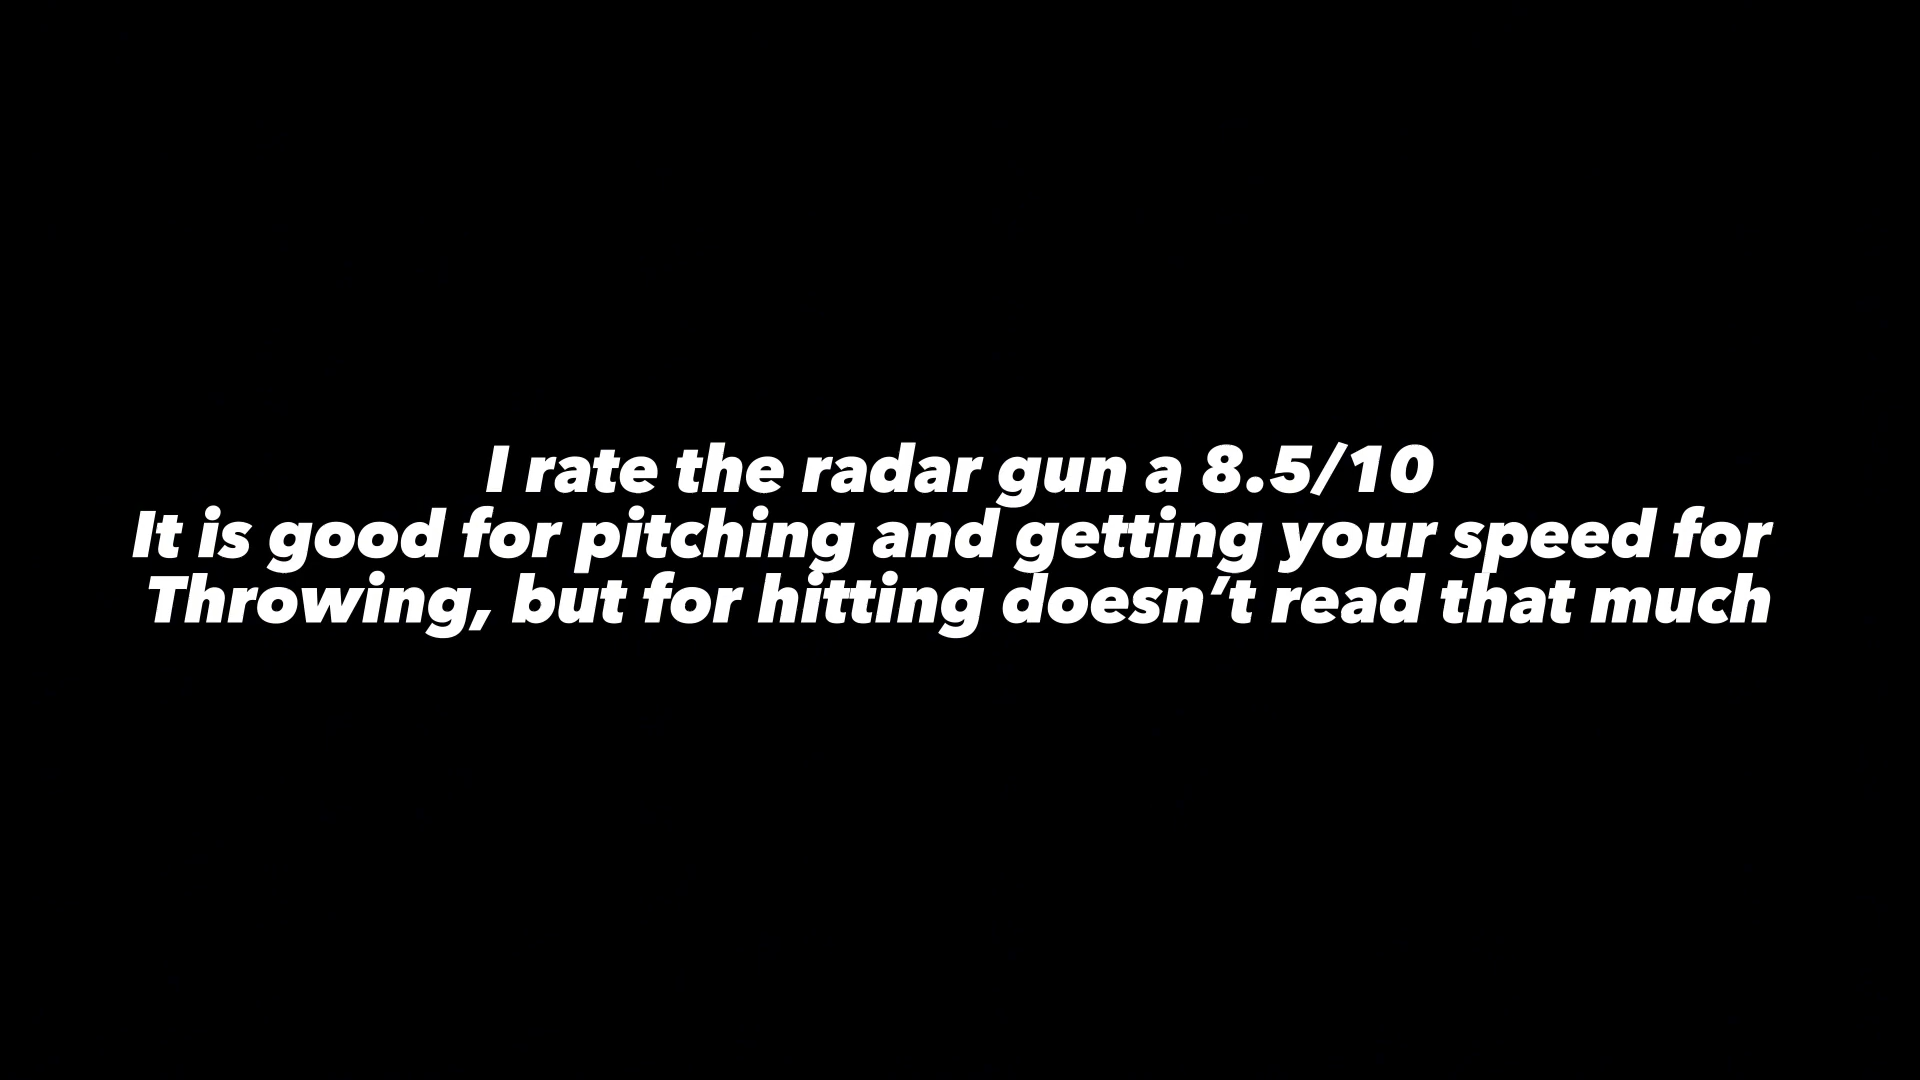 I rate the radar gun a 8.5/10
It is good for pitching and getting your speed for
Throwing, but for hitting doesn’t read that much